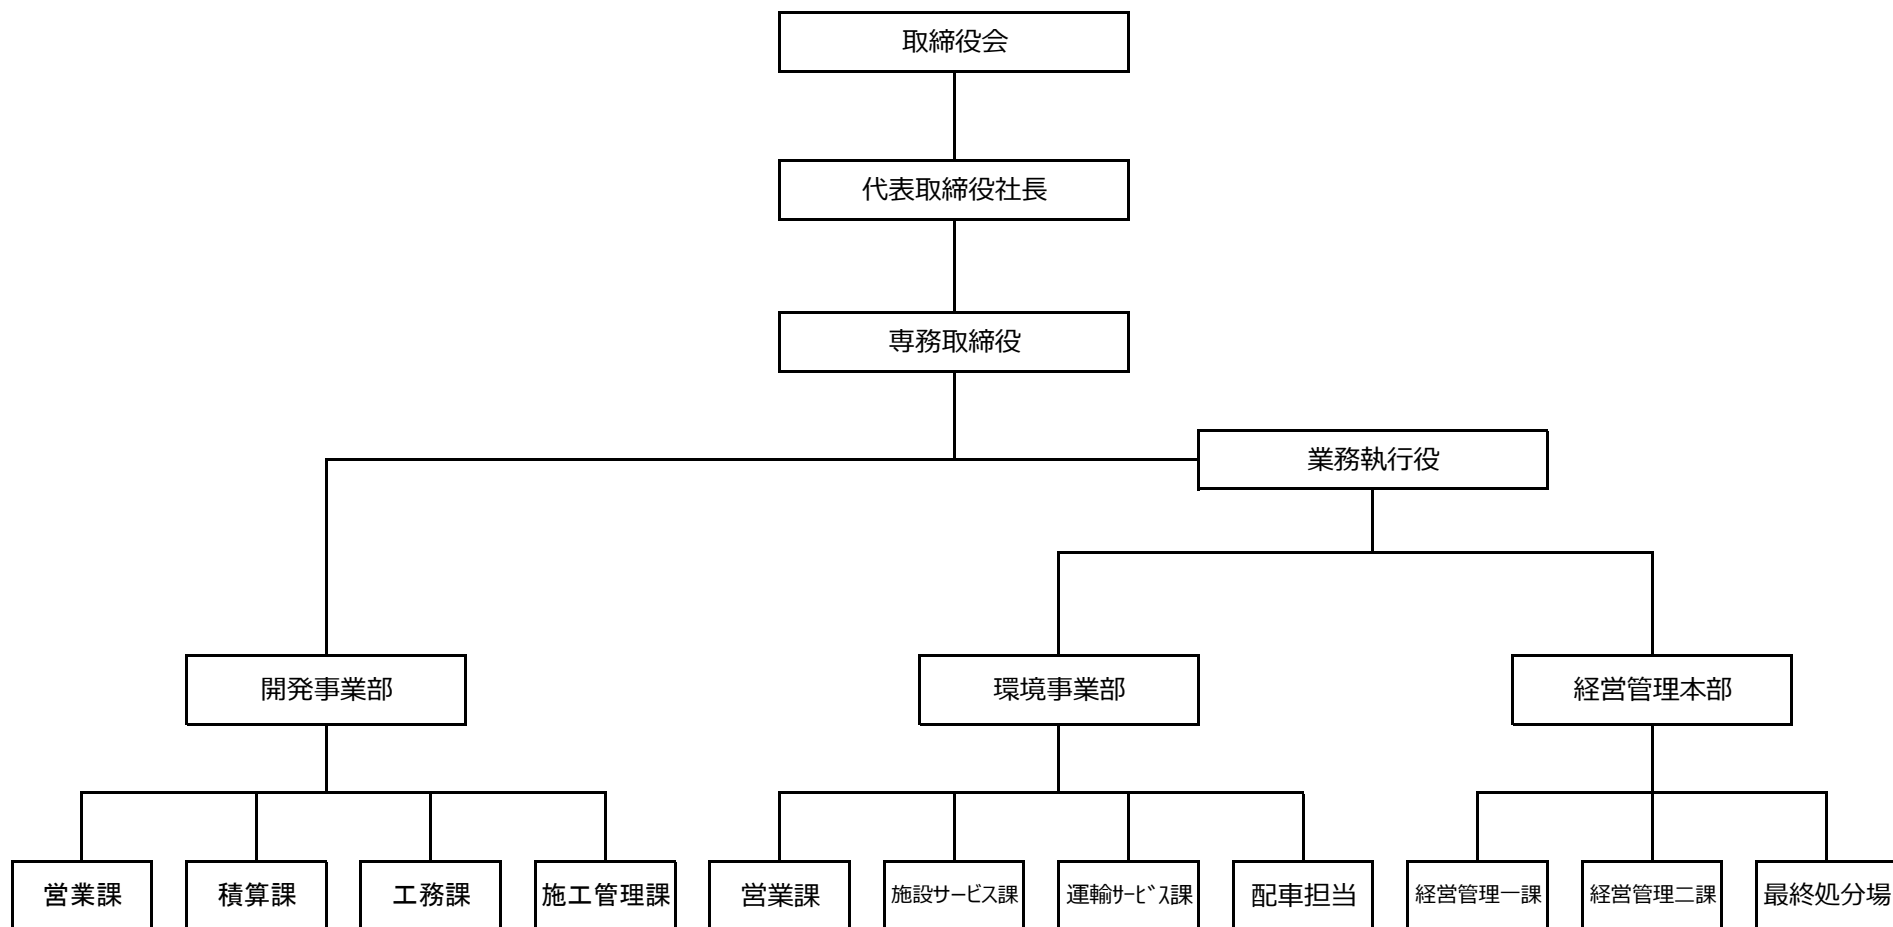 取締役会
代表取締役社長
専務取締役
業務執行役
開発事業部
環境事業部
経営管理本部
営業課
積算課
工務課
施工管理課
営業課
施設サービス課
運輸ｻｰﾋﾞｽ課
配車担当
経営管理一課
経営管理二課
最終処分場